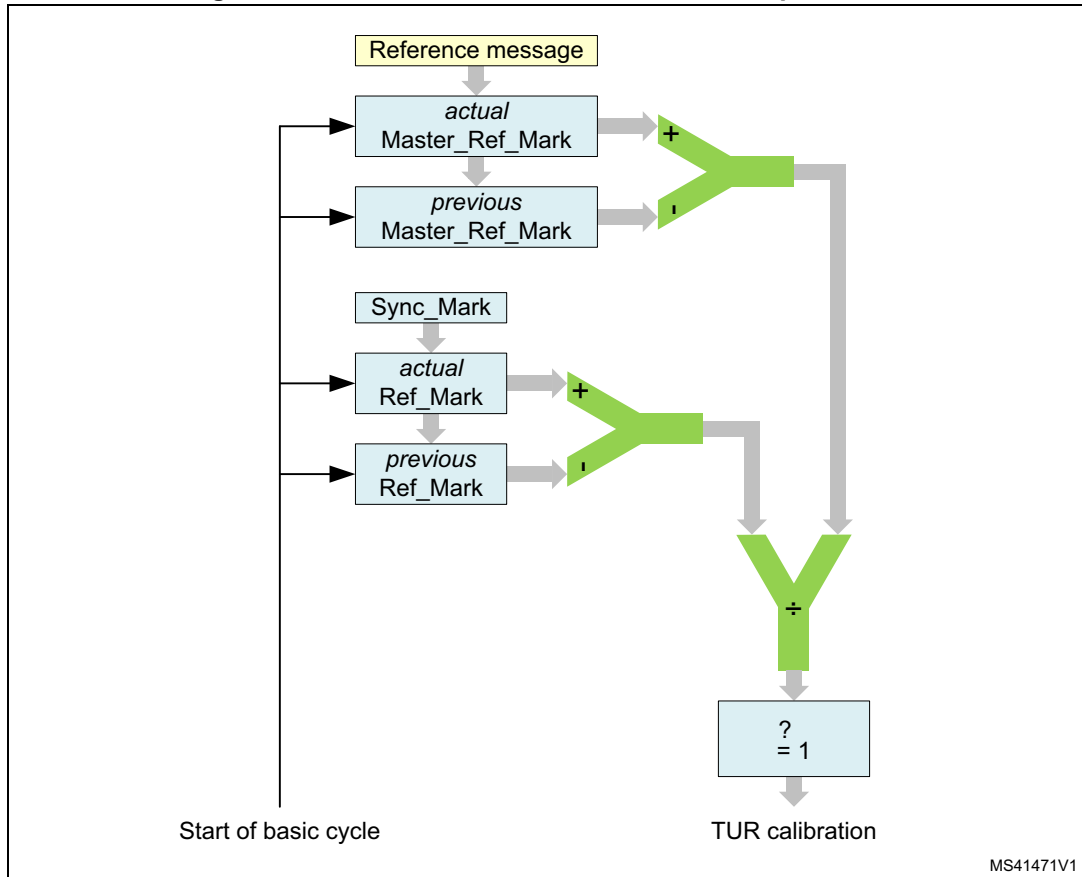 Reference message
actual
Master_Ref_Mark
+
previous
Master_Ref_Mark
-
Sync_Mark
actual
Ref_Mark
+
previous
Ref_Mark
-
÷
?
= 1
Start of basic cycle
TUR calibration
MS41471V1